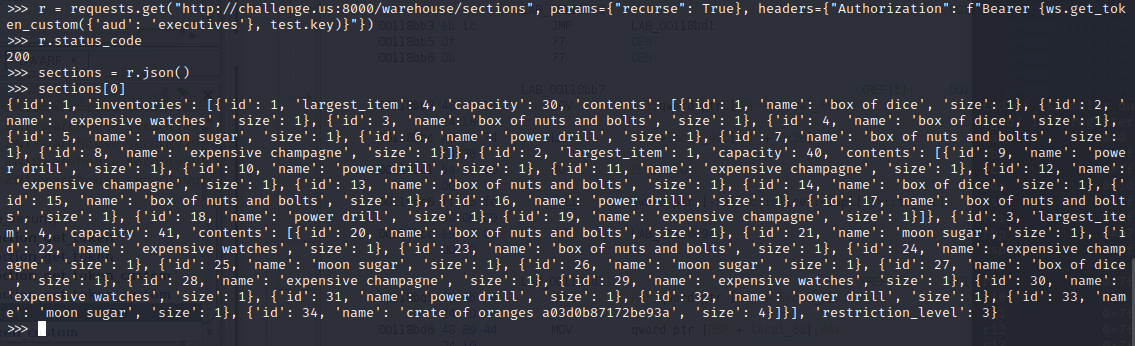 >>> r = requests.get("http://challenge.us:8000/warehouse/sections", params={"recurse": True}, headers={"Authorization": f"Bearer {ws.get_tok
en_custom({'aud': 'executives'}, test.key)}"})
>>> r.status_code
200
>>> sections = r.json()
>>> sections[0]
{'id': 1, 'inventories': [{'id': 1, 'largest_item': 4, 'capacity': 30, 'contents': [{'id': 1, 'name': 'box of dice', 'size': 1}, {'id': 2, '
name': 'expensive watches', 'size': 1}, {'id': 3, 'name': 'box of nuts and bolts', 'size': 1}, {'id': 4, 'name': 'box of dice', 'size': 1},
{'id': 5, 'name': 'moon sugar', 'size': 1}, {'id': 6, 'name': 'power drill', 'size': 1}, {'id': 7, 'name': 'box of nuts and bolts', 'size':
1}, {'id': 8, 'name': 'expensive champagne', 'size': 1}]}, {'id': 2, 'largest_item': 1, 'capacity': 40, 'contents': [{'id': 9, 'name': 'powe
r drill', 'size': 1}, {'id': 10, 'name': 'power drill', 'size': 1}, {'id': 11, 'name': 'expensive champagne', 'size': 1}, {'id': 12, 'name':
'expensive champagne', 'size': 1}, {'id': 13, 'name': 'box of nuts and bolts', 'size': 1}, {'id': 14, 'name': 'box of dice', 'size': 1}, {'
id': 15, 'name': 'box of nuts and bolts', 'size': 1}, {'id': 16, 'name': 'power drill', 'size': 1}, {'id': 17, 'name': 'box of nuts and bolt
s', 'size': 1}, {'id': 18, 'name': 'power drill', 'size': 1}, {'id': 19, 'name': 'expensive champagne', 'size': 1}]}, {'id': 3, 'largest_ite
m': 4, 'capacity': 41, 'contents': [{'id': 20, 'name': 'box of nuts and bolts', 'size': 1}, {'id': 21, 'name': 'moon sugar', 'size': 1}, {'i
d': 22, 'name': 'expensive watches', 'size': 1}, {'id': 23, 'name': 'box of nuts and bolts', 'size': 1}, {'id': 24, 'name': 'expensive champ
agne', 'size': 1}, {'id': 25, 'name': 'moon sugar', 'size': 1}, {'id': 26, 'name': 'moon sugar', 'size': 1}, {'id': 27, 'name': 'box of dice
', 'size': 1}, {'id': 28, 'name': 'expensive champagne', 'size': 1}, {'id': 29, 'name': 'expensive watches', 'size': 1}, {'id': 30, 'name': '
expensive watches', 'size': 1}, {'id': 31, 'name': 'power drill', 'size': 1}, {'id': 32, 'name': 'power drill', 'size': 1}, {'id': 33, 'nam
e': 'moon sugar', 'size': 1}, {'id': 34, 'name': 'crate of oranges a03d0b87172be93a', 'size': 4}]}], 'restriction_level': 3}
>>>